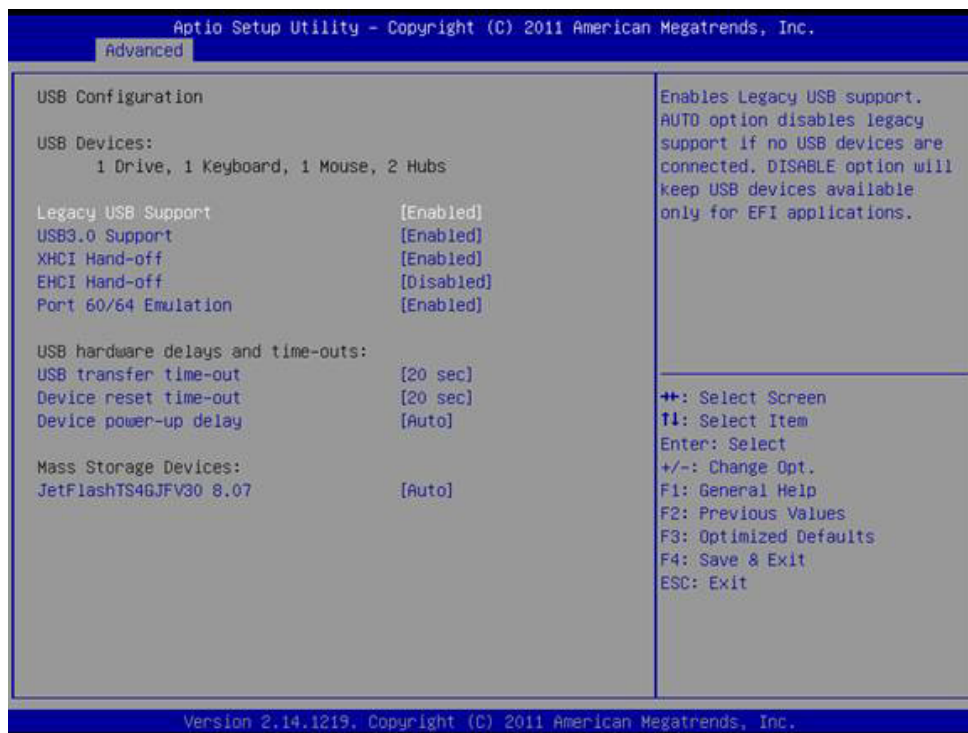 Aptio Setup Utility – Copyright (C) 2011 American Megatrends, Inc.
Advanced
USB Configuration
USB Devices:
1 Drive, 1 Keyboard, 1 Mouse, 2 Hubs
Legacy USB Support [Enabled]
USB3.0 Support [Enabled]
XHCI Hand-off [Enabled]
EHCI Hand-off [Disabled]
Port 60/64 Emulation [Enabled]
USB hardware delays and time-outs:
USB transfer time-out [20 sec]
Device reset time-out [20 sec]
Device power-up delay [Auto]
Mass Storage Devices:
JetFlashTS4GJFV30 8.07 [Auto]
Enables Legacy USB support.
AUTO option disables legacy
support if no USB devices are
connected. DISABLE option will
keep USB devices available
only for EFI applications.
→←: Select Screen
↑↓: Select Item
Enter: Select
+/-: Change Opt.
F1: General Help
F2: Previous Values
F3: Optimized Defaults
F4: Save & Exit
ESC: Exit
Version 2.14.1219. Copyright (C) 2011 American Megatrends, Inc.